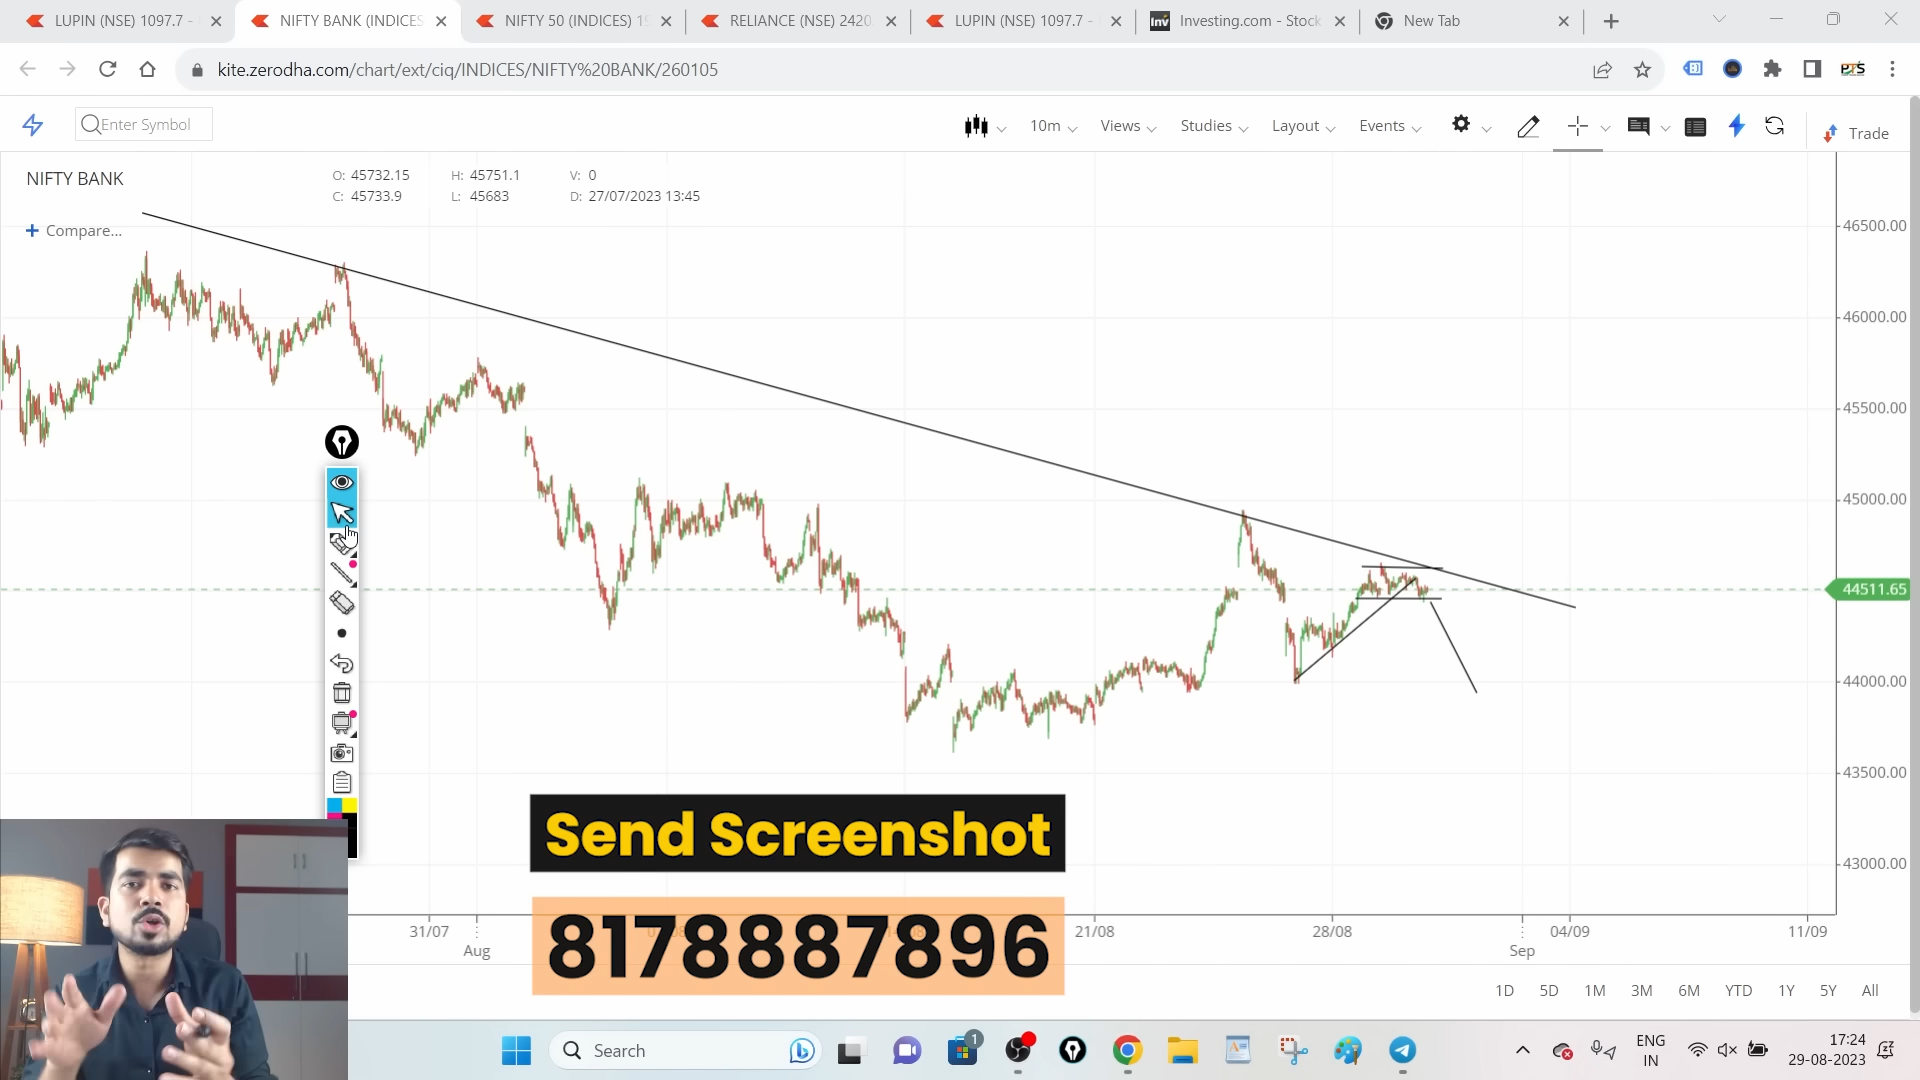 LUPIN (NSE) 1097.7 -
NIFTY BANK (INDICES
NIFTY 50 (INDICES) 19
RELIANCE (NSE) 2420
LUPIN (NSE) 1097.7 -
Investing.com - Stock
New Tab
kite.zerodha.com/chart/ext/ciq/INDICES/NIFTY%20BANK/260105
PTS
Enter Symbol
10m
Views
Studies
Layout
Events
Trade
NIFTY BANK
O: 45732.15
H: 45751.1
V: 0
C: 45733.9
L: 45683
D: 27/07/2023 13:45
+ Compare...
46500.00
46000.00
45500.00
45000.00
44511.65
44000.00
43500.00
43000.00
Send Screenshot
8178887896
31/07
Aug
21/08
28/08
Sep
04/09
11/09
1D 5D 1M 3M 6M YTD 1Y 5Y All
Search
1
ENG
IN
17:24
29-08-2023